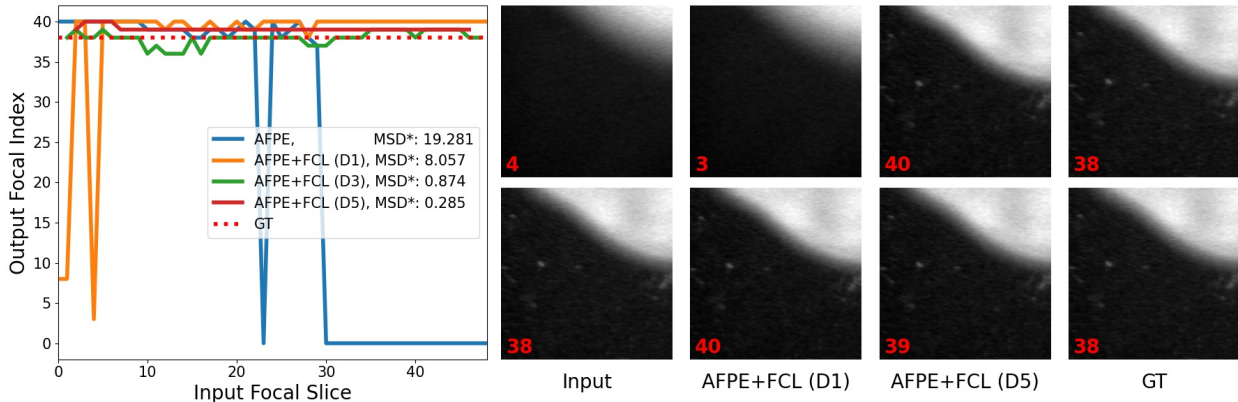 40
35
30
25
20
15
10
5
0
Output Focal Index
0 10 20 30 40
Input Focal Slice
AFPE, MSD*: 19.281
AFPE+FCL (D1), MSD*: 8.057
AFPE+FCL (D3), MSD*: 0.874
AFPE+FCL (D5), MSD*: 0.285
GT
4 3 40 38
38 40 39 38
Input AFPE+FCL (D1) AFPE+FCL (D5) GT